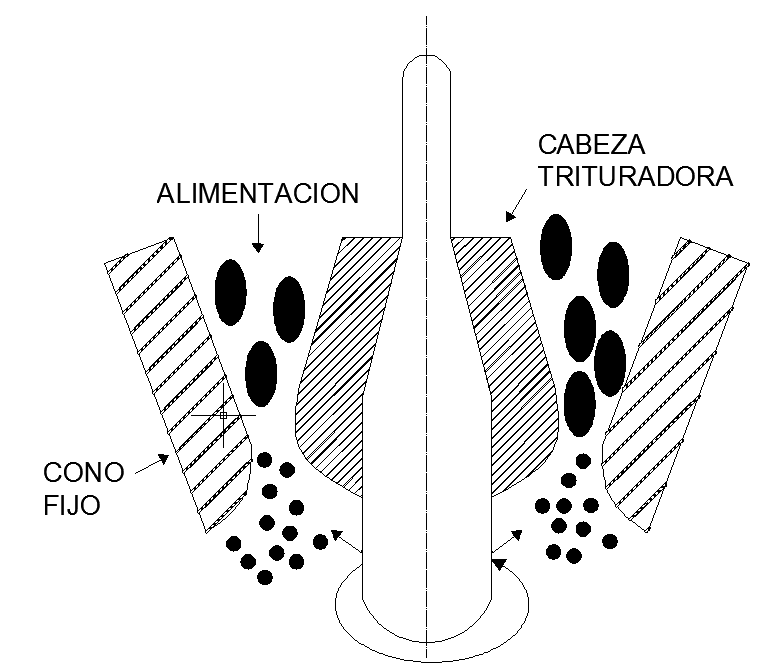 CABEZA
TRITURADORA
ALIMENTACION
CONO
FIJO